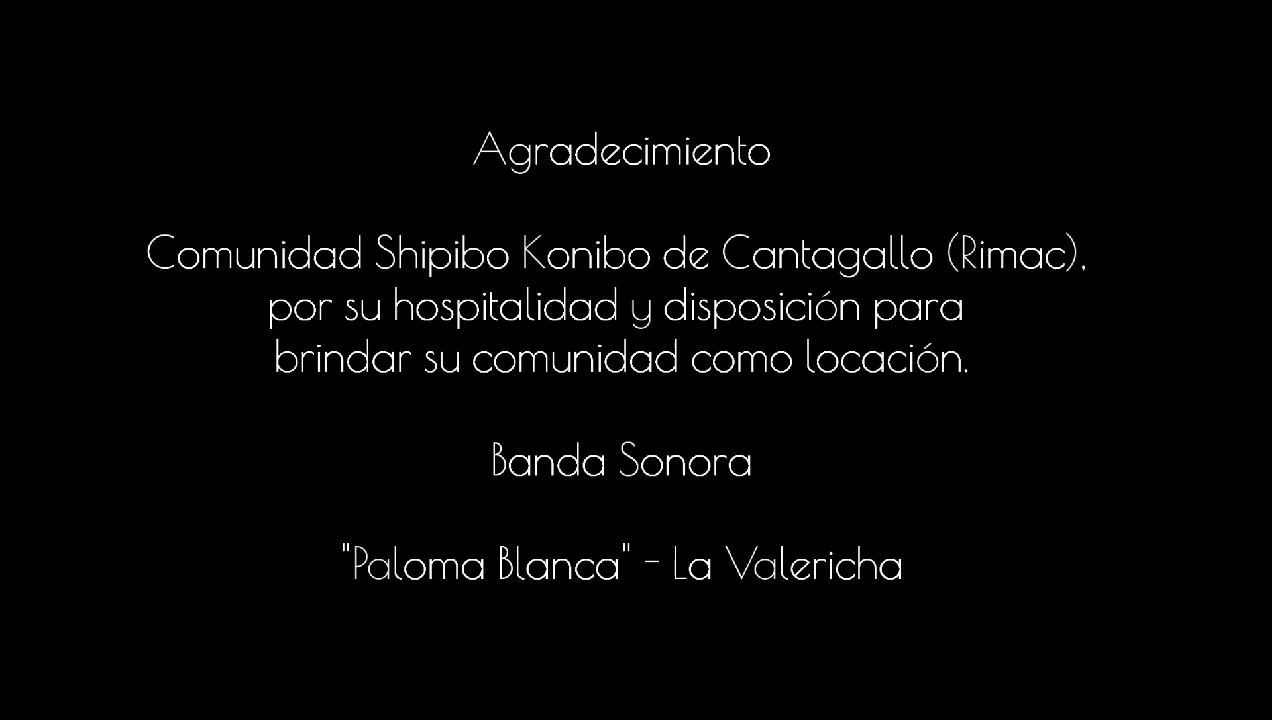 Agradecimiento
Comunidad Shipibo Konibo de Cantagallo (Rimac),
por su hospitalidad y disposición para
brindar su comunidad como locación.
Banda Sonora
"Paloma Blanca" - La Valericha